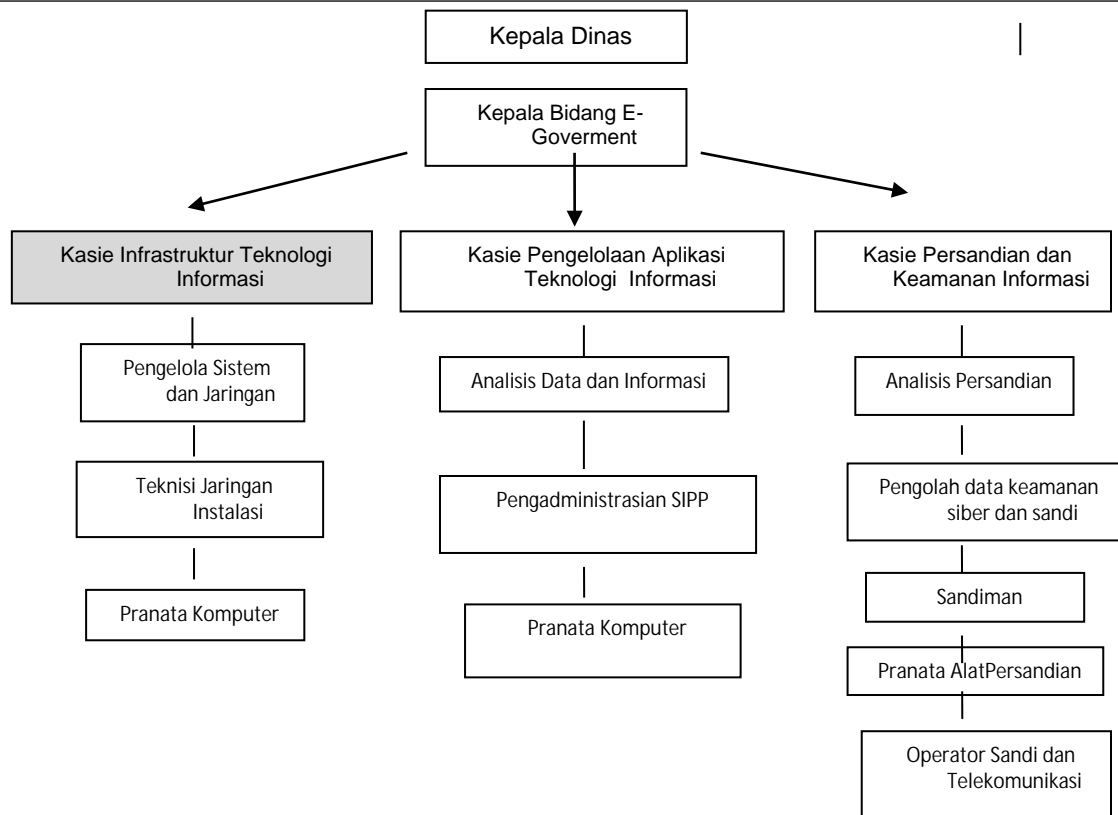 Kepala Dinas
Kepala Bidang E-
Goverment
Kasie Infrastruktur Teknologi
Informasi
Kasie Pengelolaan Aplikasi
Teknologi Informasi
Kasie Persandian dan
Keamanan Informasi
Pengelola Sistem
dan Jaringan
Analisis Data dan Informasi
Analisis Persandian
Teknisi Jaringan
Instalasi
Pengadministrasian SIPP
Pengolah data keamanan
siber dan sandi
Pranata Komputer
Pranata Komputer
Sandiman
Pranata AlatPersandian
Operator Sandi dan
Telekomunikasi